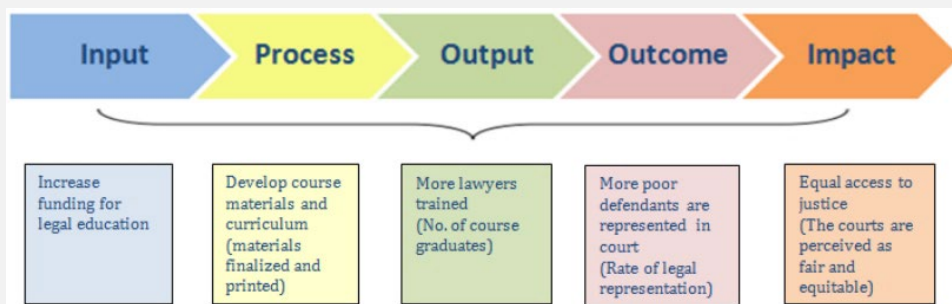 Input
Process
Output
Outcome
Impact
Increase
funding for
legal education
Develop course
materials and
curriculum
(materials
finalized and
printed)
More lawyers
trained
(No. of course
graduates)
More poor
defendants are
represented in
court
(Rate of legal
representation)
Equal access to
justice
(The courts are
perceived as
fair and
equitable)